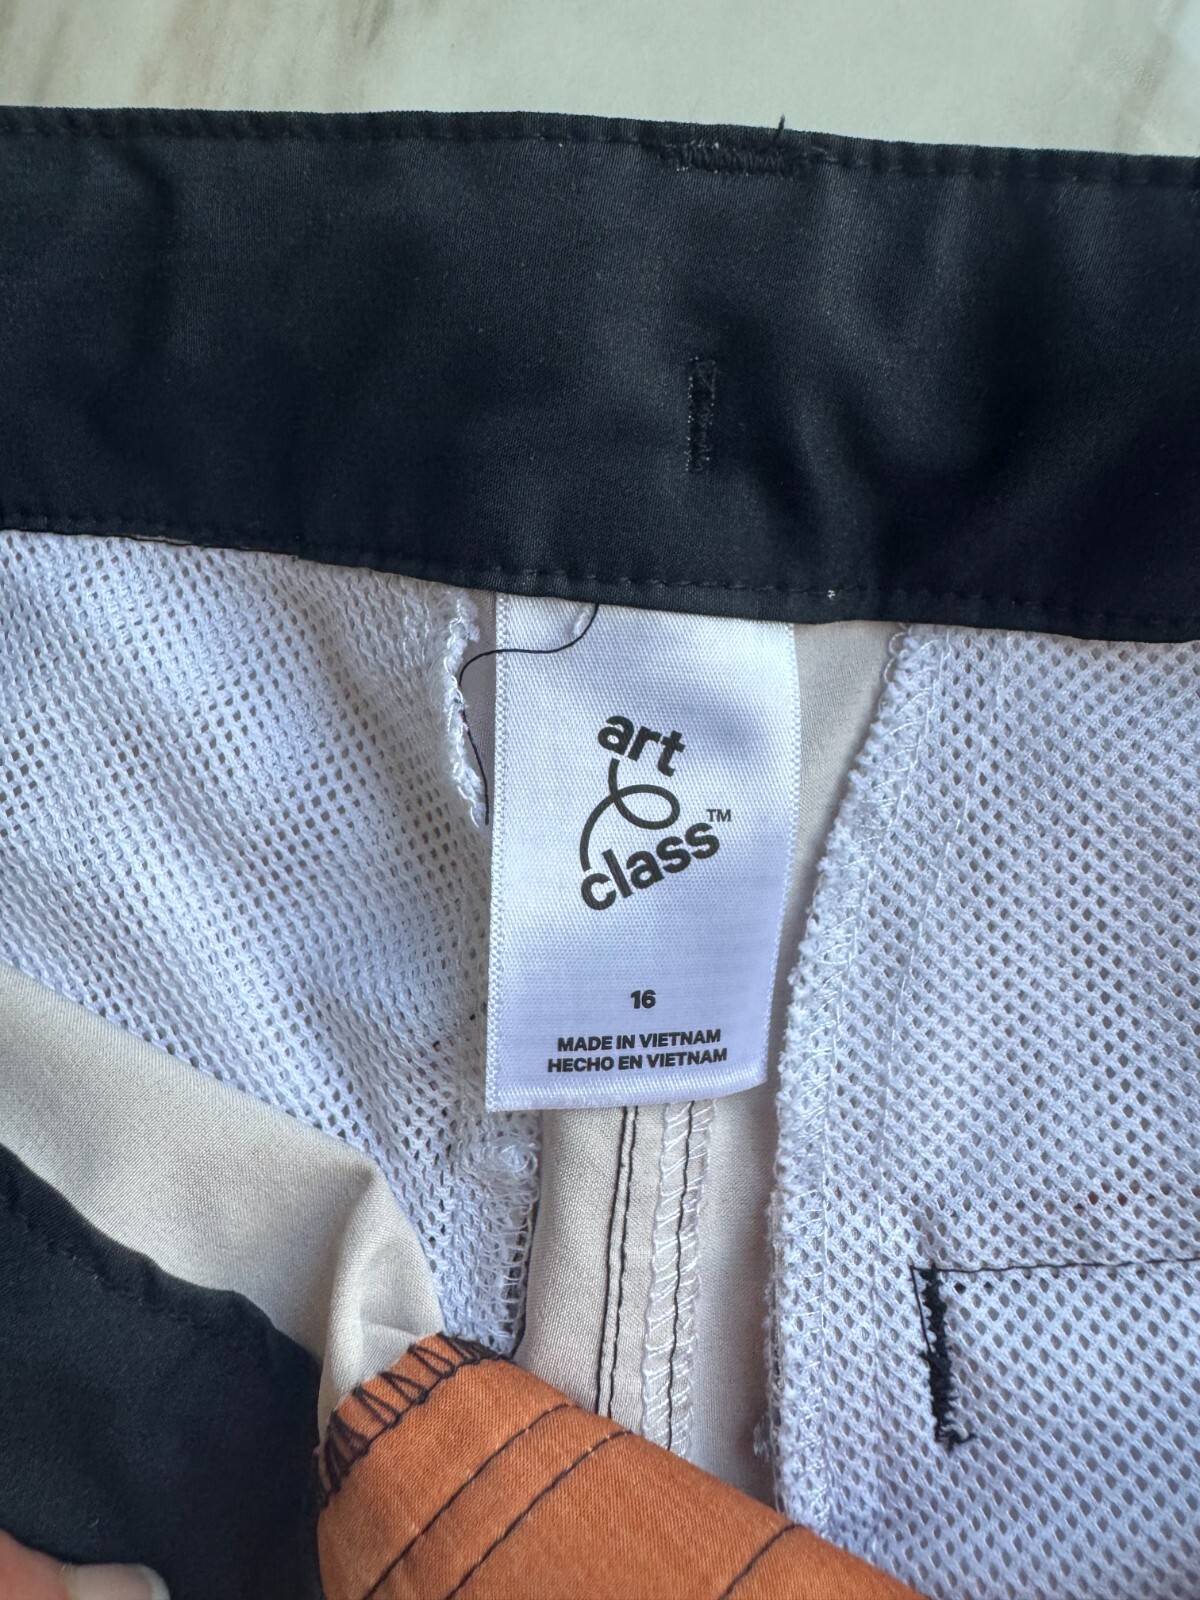 art
class™
16
MADE IN VIETNAM
HECHO EN VIETNAM